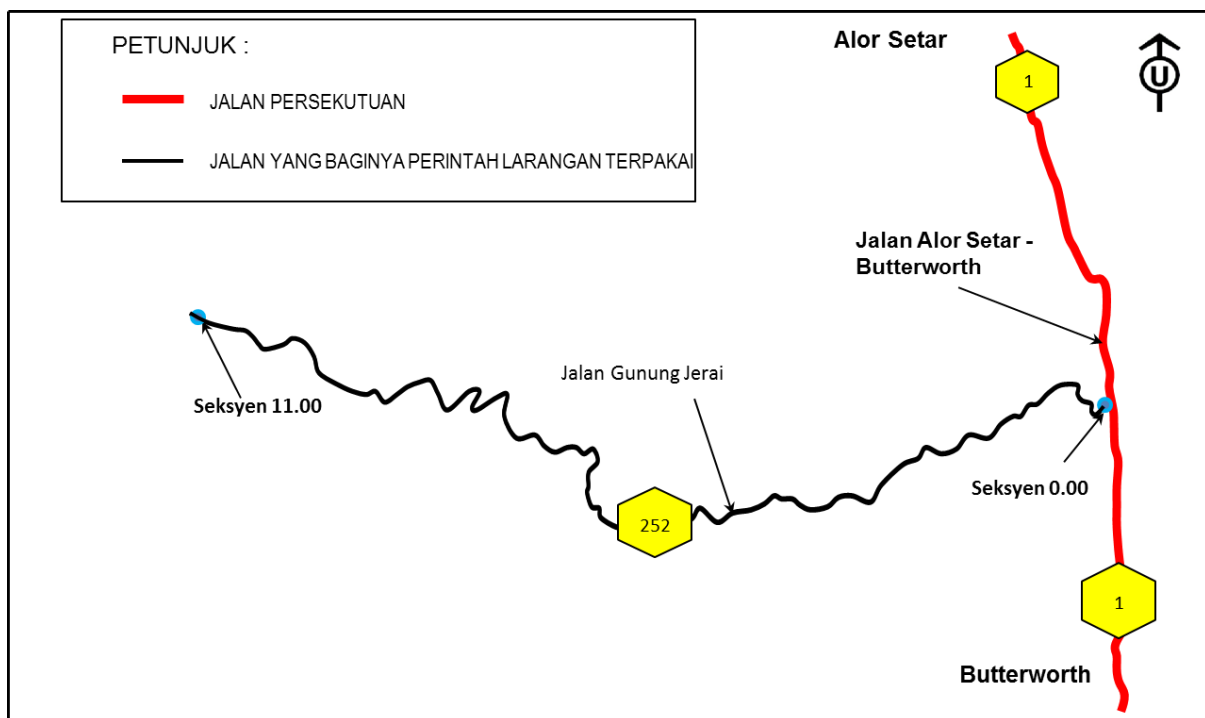 PETUNJUK :
JALAN PERSEKUTUAN
JALAN YANG BAGINYA PERINTAH LARANGAN TERPAKAI
Alor Setar
1
U
Jalan Alor Setar -
Butterworth
Seksyen 11.00
Jalan Gunung Jerai
Seksyen 0.00
252
1
Butterworth